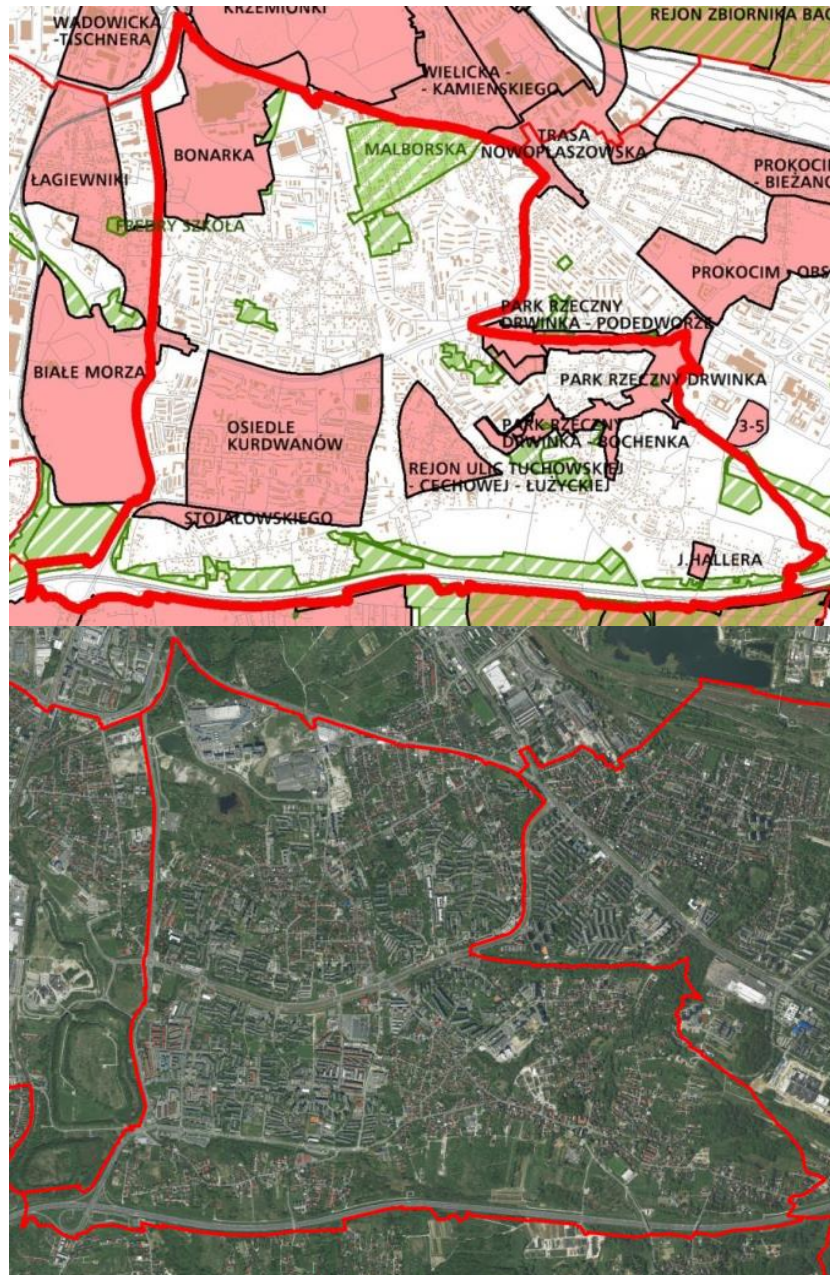 KRZEMIONKI
WADOWICKA
-TISCHNERA
REJON ZBIORNIKA BAG
WIELICKA -
- KAMIEŃSKIEGO
TRASA
NOWOPŁASZOWSKA
MALBORSKA
BONARKA
PROKOCIM
- BIEŻANÓ
ŁAGIEWNIKI
FREDRY SZKOŁA
PROKOCIM - OBS
PARK RZECZNY
DRWINKA - PODEDWORZE
BIAŁE MORZA
PARK RZECZNY DRWINKA
OSIEDLE
KURDWANÓW
PARK RZECZNY
DRWINKA - BOCHENKA
3-5
REJON ULIC TUCHOWSKIEJ
- CECHOWEJ - ŁUŻYCKIEJ
STOJAŁOWSKIEGO
J.HALLERA